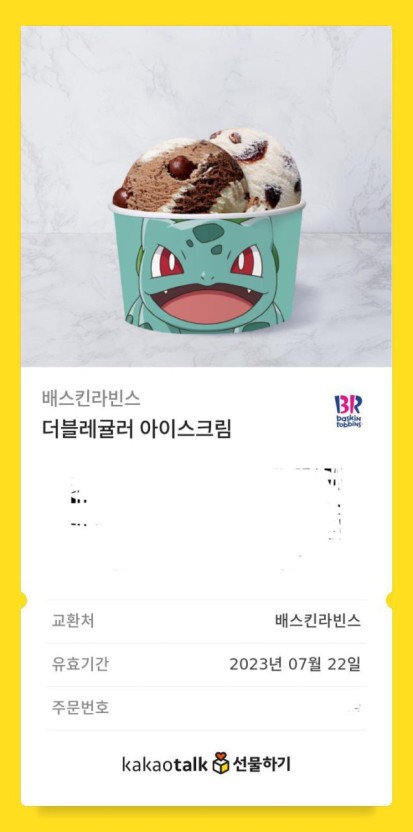 배스킨라빈스
더블레귤러 아이스크림
BR
baskin
robbins
교환처 배스킨라빈스
유효기간 2023년 07월 22일
주문번호
kakaotalk 선물하기